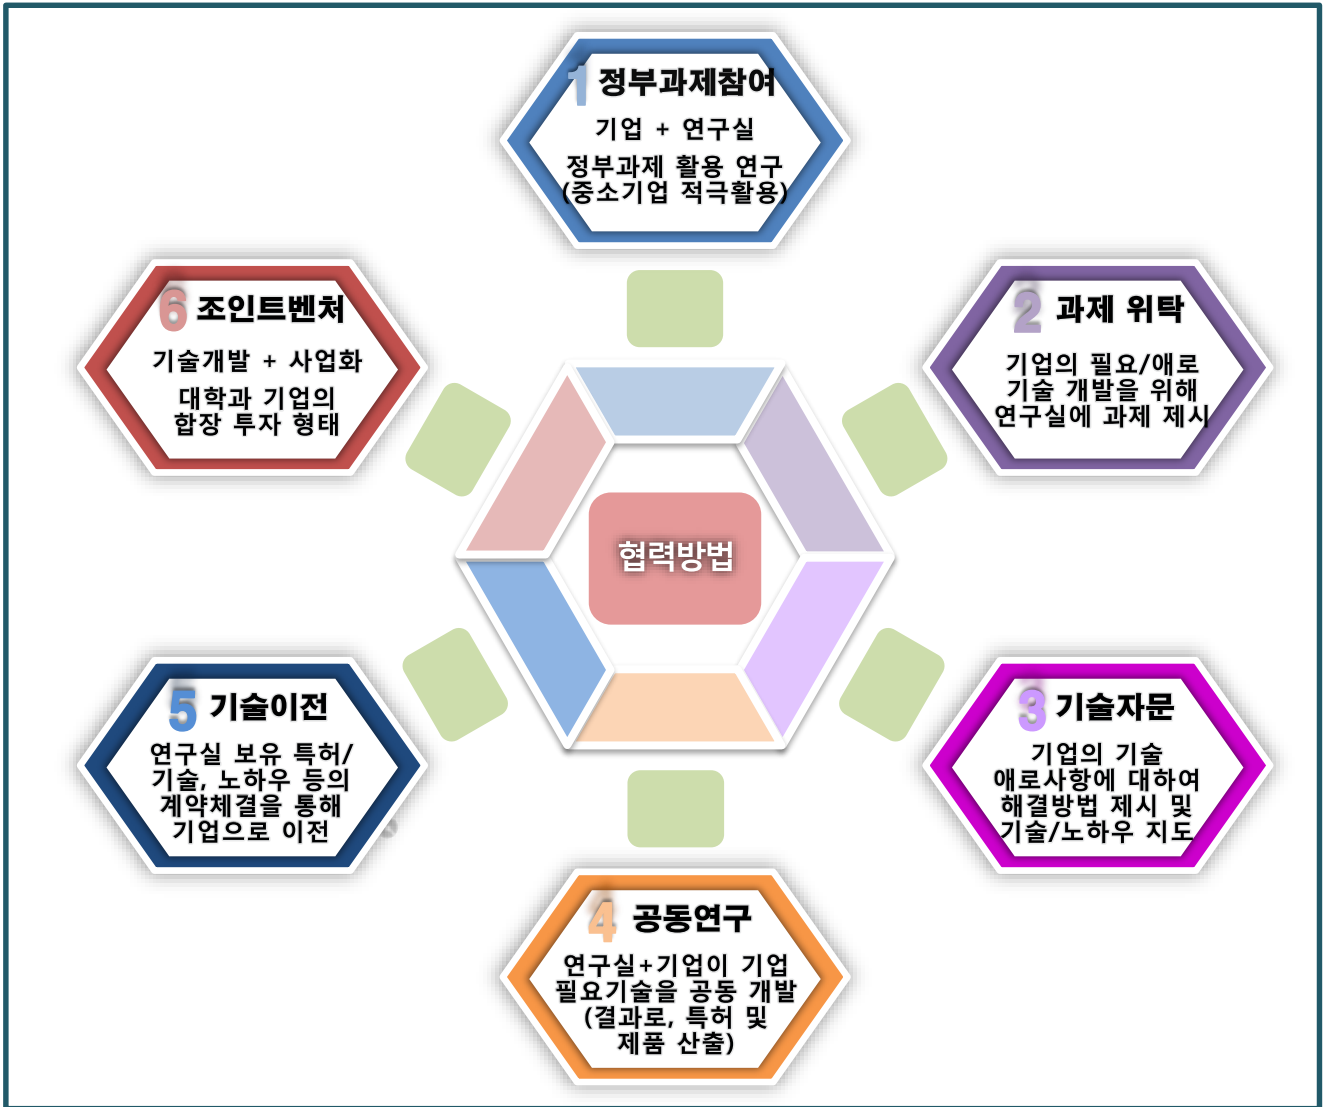 1 정부과제참여
기업 + 연구실
정부과제 활용 연구
(중소기업 적극활용)
2 과제 위탁
기업의 필요/애로
기술 개발을 위해
연구실에 과제 제시
3 기술자문
기업의 기술
애로사항에 대하여
해결방법 제시 및
기술/노하우 지도
4 공동연구
연구실+기업이 기업
필요기술을 공동 개발
(결과로, 특허 및
제품 산출)
5 기술이전
연구실 보유 특허/
기술, 노하우 등의
계약체결을 통해
기업으로 이전
6 조인트벤처
기술개발 + 사업화
대학과 기업의
합장 투자 형태
협력방법